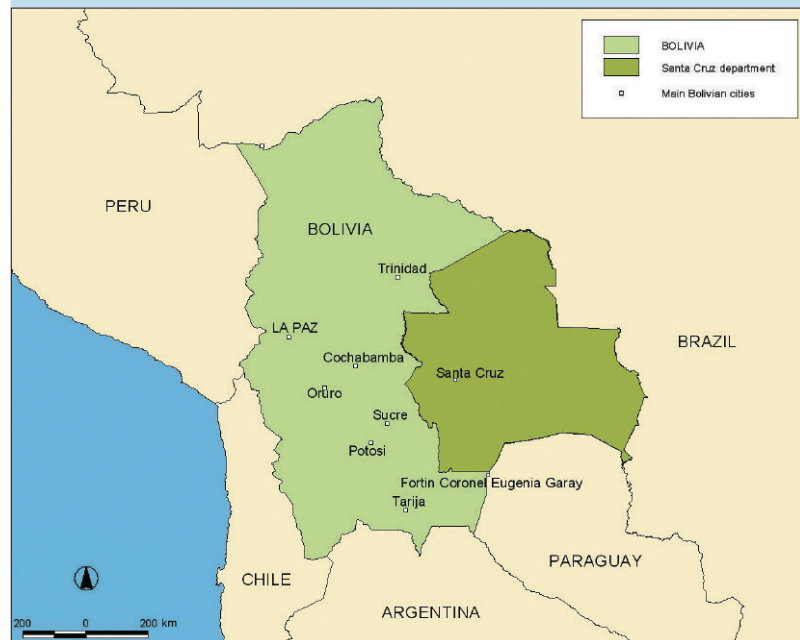 BOLIVIA
Santa Cruz department
Main Bolivian cities
PERU
BOLIVIA
Trinidad
LA PAZ
BRAZIL
Cochabamba
Santa Cruz
Oruro
Sucre
Potosi
Fortin Coronel Eugenia Garay
Tarija
PARAGUAY
CHILE
ARGENTINA
200 0 200 km